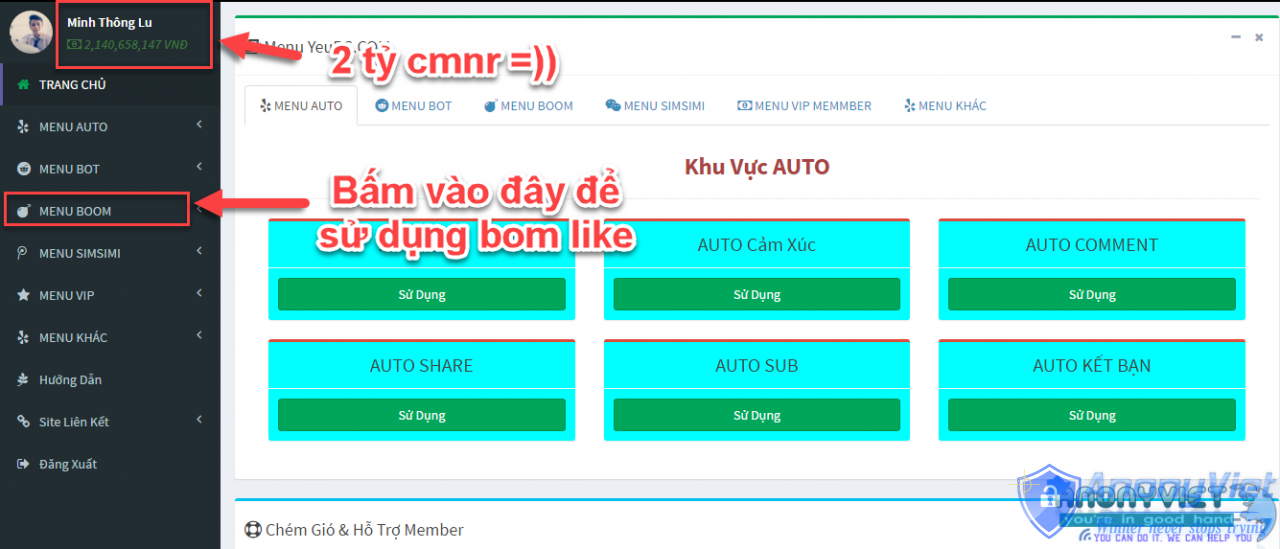 Minh Thông Lu
2,140,658,147 VNĐ
TRANG CHỦ
MENU AUTO
MENU BOT
MENU BOOM
MENU SIMSIMI
MENU VIP
MENU KHÁC
Hướng Dẫn
Site Liên Kết
Đăng Xuất
2 tỷ cmnr =))
MENU AUTO
MENU BOT
MENU BOOM
MENU SIMSIMI
MENU VIP MEMMBER
MENU KHÁC
Khu Vực AUTO
Bấm vào đây để
sử dụng bom like
AUTO Cảm Xúc
AUTO COMMENT
Sử Dụng
Sử Dụng
Sử Dụng
AUTO SHARE
AUTO SUB
AUTO KẾT BẠN
Sử Dụng
Sử Dụng
Sử Dụng
Chém Gió & Hỗ Trợ Member
AnonyViet
AnonyViet
you're in good hand
Winner never stops trying
YOU CAN DO IT. WE CAN HELP YOU